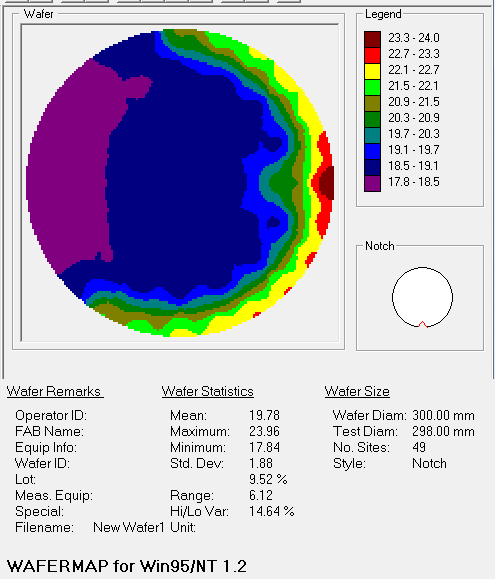 Wafer
Legend
23.3 - 24.0
22.7 - 23.3
22.1 - 22.7
21.5 - 22.1
20.9 - 21.5
20.3 - 20.9
19.7 - 20.3
19.1 - 19.7
18.5 - 19.1
17.8 - 18.5
Notch
Wafer Remarks
Operator ID:
FAB Name:
Equip Info:
Wafer ID:
Lot:
Meas. Equip:
Special:
Filename: New Wafer1
Wafer Statistics
Mean: 19.78
Maximum: 23.96
Minimum: 17.84
Std. Dev: 1.88
9.52 %
Range: 6.12
Hi/Lo Var: 14.64 %
Unit:
Wafer Size
Wafer Diam: 300.00 mm
Test Diam: 298.00 mm
No. Sites: 49
Style: Notch
WAFERMAP for Win95/NT 1.2